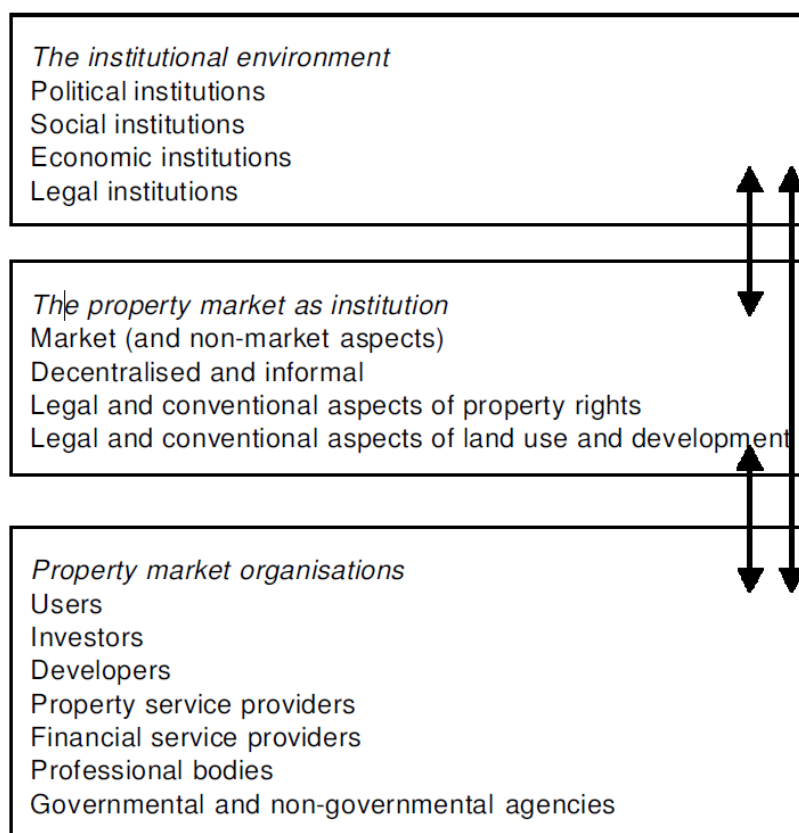 The institutional environment
Political institutions
Social institutions
Economic institutions
Legal institutions
The property market as institution
Market (and non-market aspects)
Decentralised and informal
Legal and conventional aspects of property rights
Legal and conventional aspects of land use and development
Property market organisations
Users
Investors
Developers
Property service providers
Financial service providers
Professional bodies
Governmental and non-governmental agencies